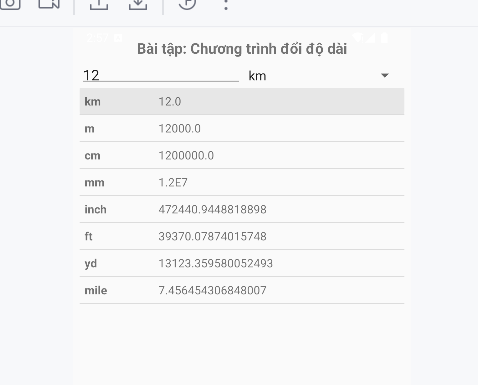 Bài tập: Chương trình đổi độ dài
12 km
km 12.0
m 12000.0
cm 1200000.0
mm 1.2E7
inch 472440.9448818898
ft 39370.07874015748
yd 13123.359580052493
mile 7.456454306848007